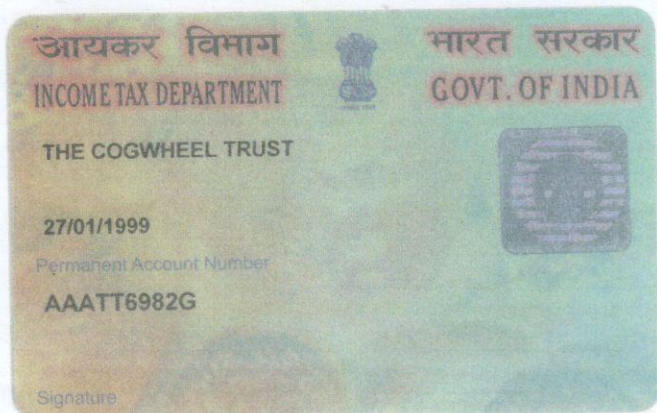 आयकर विभाग
भारत सरकार
INCOME TAX DEPARTMENT
GOVT. OF INDIA
THE COGWHEEL TRUST
27/01/1999
Permanent Account Number
AAATT6982G
Signature